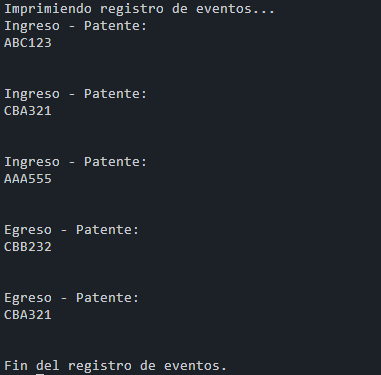 Imprimiendo registro de eventos...
Ingreso - Patente:
ABC123
Ingreso - Patente:
CBA321
Ingreso - Patente:
AAA555
Egreso - Patente:
CBB232
Egreso - Patente:
CBA321
Fin del registro de eventos.